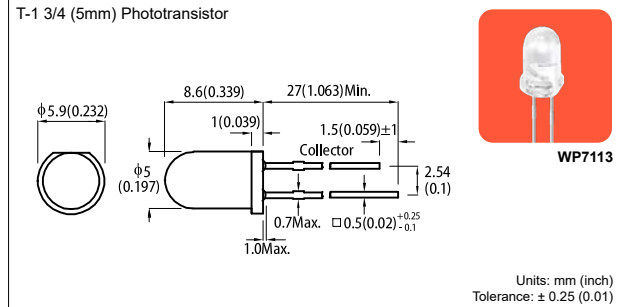 T-1 3/4 (5mm) Phototransistor
8.6(0.339)
27(1.063)Min.
ϕ5.9(0.232)
1(0.039)
1.5(0.059)±1
Collector
ϕ5
(0.197)
2.54
(0.1)
WP7113
0.7Max.
□0.5(0.02) +0.25
-0.1
1.0Max.
Units: mm (inch)
Tolerance: ± 0.25 (0.01)